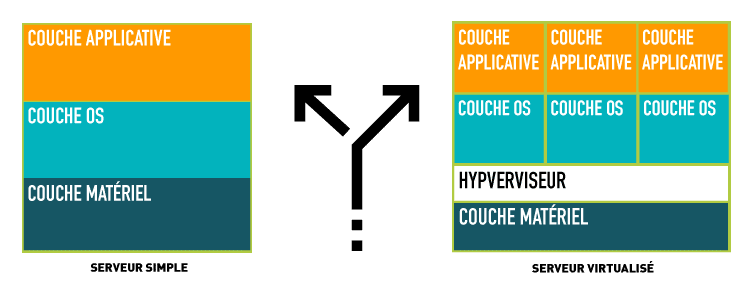 COUCHE APPLICATIVE
COUCHE OS
COUCHE MATÉRIEL
SERVEUR SIMPLE
COUCHE
APPLICATIVE
COUCHE
APPLICATIVE
COUCHE
APPLICATIVE
COUCHE OS
COUCHE OS
COUCHE OS
HYPVERVISEUR
COUCHE MATÉRIEL
SERVEUR VIRTUALISÉ